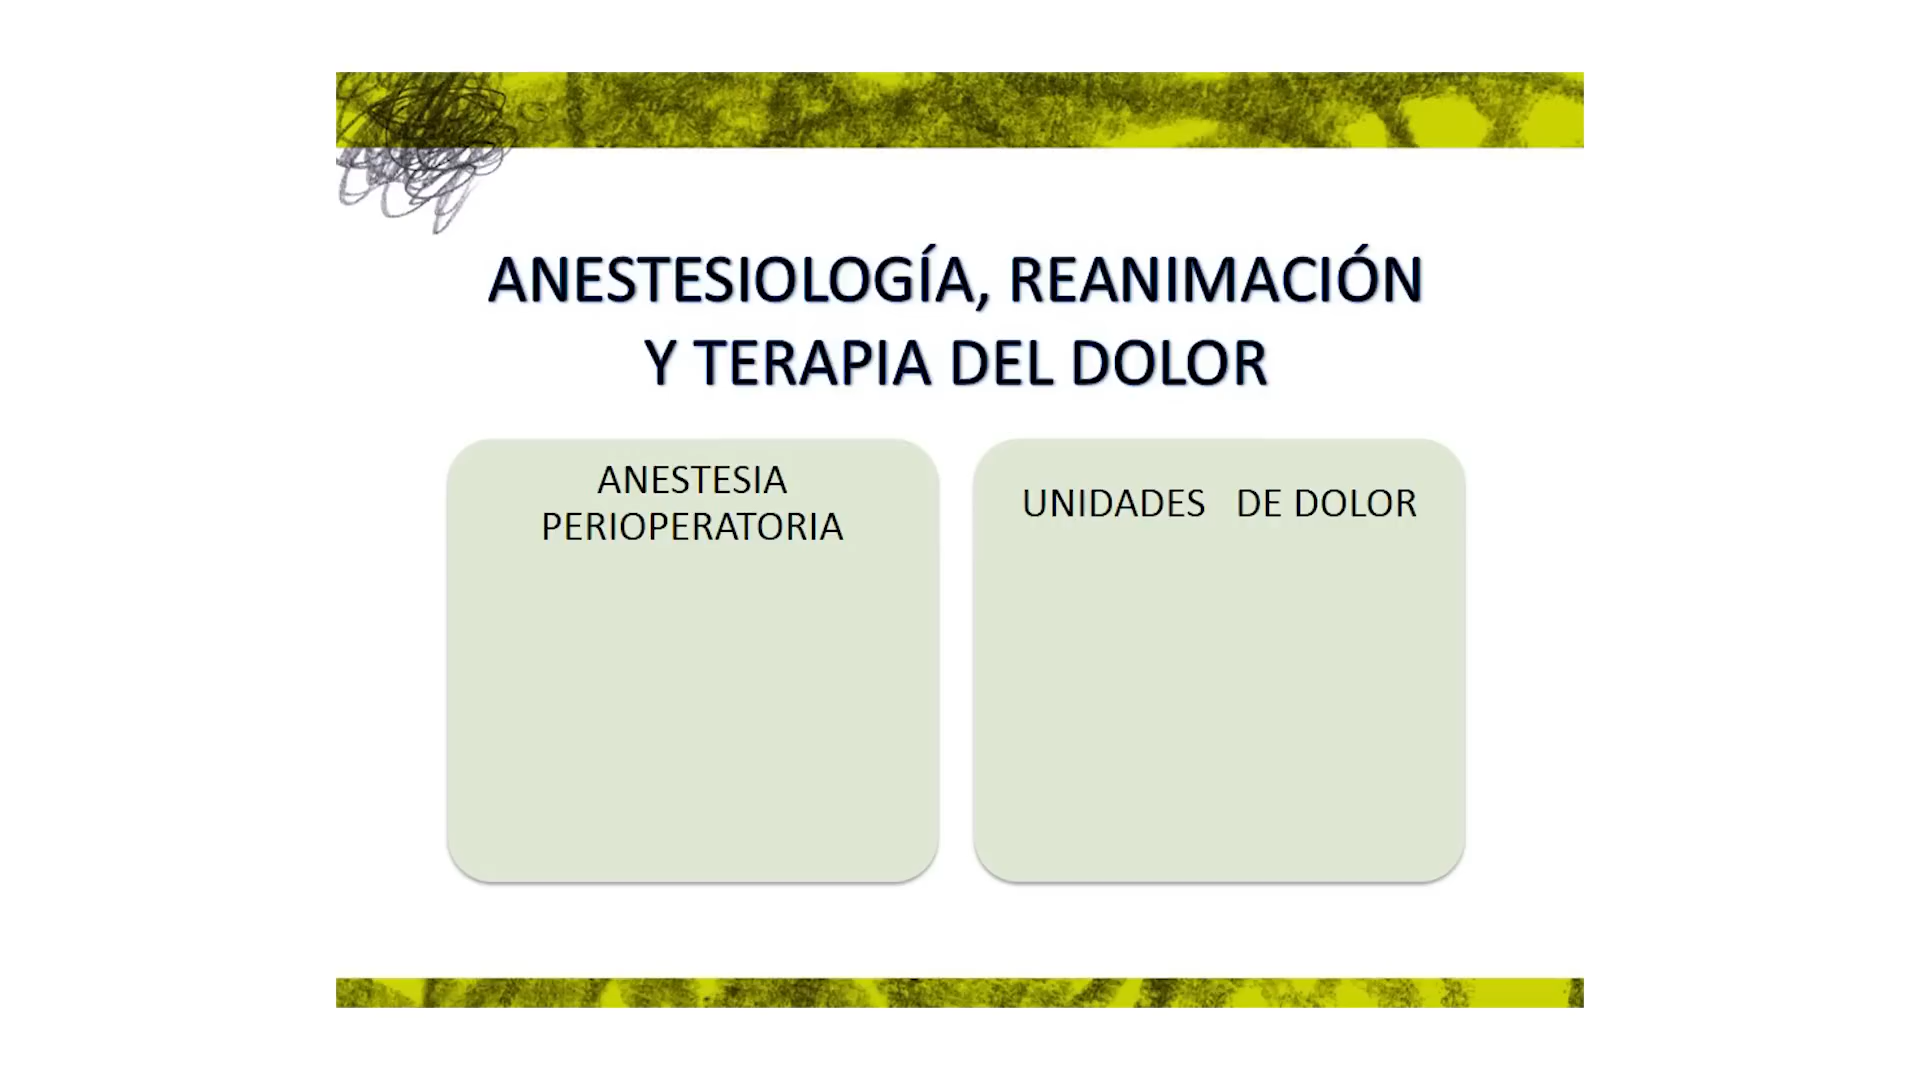 ANESTESIOLOGÍA, REANIMACIÓN
Y TERAPIA DEL DOLOR
ANESTESIA
PERIOPERATORIA
UNIDADES DE DOLOR